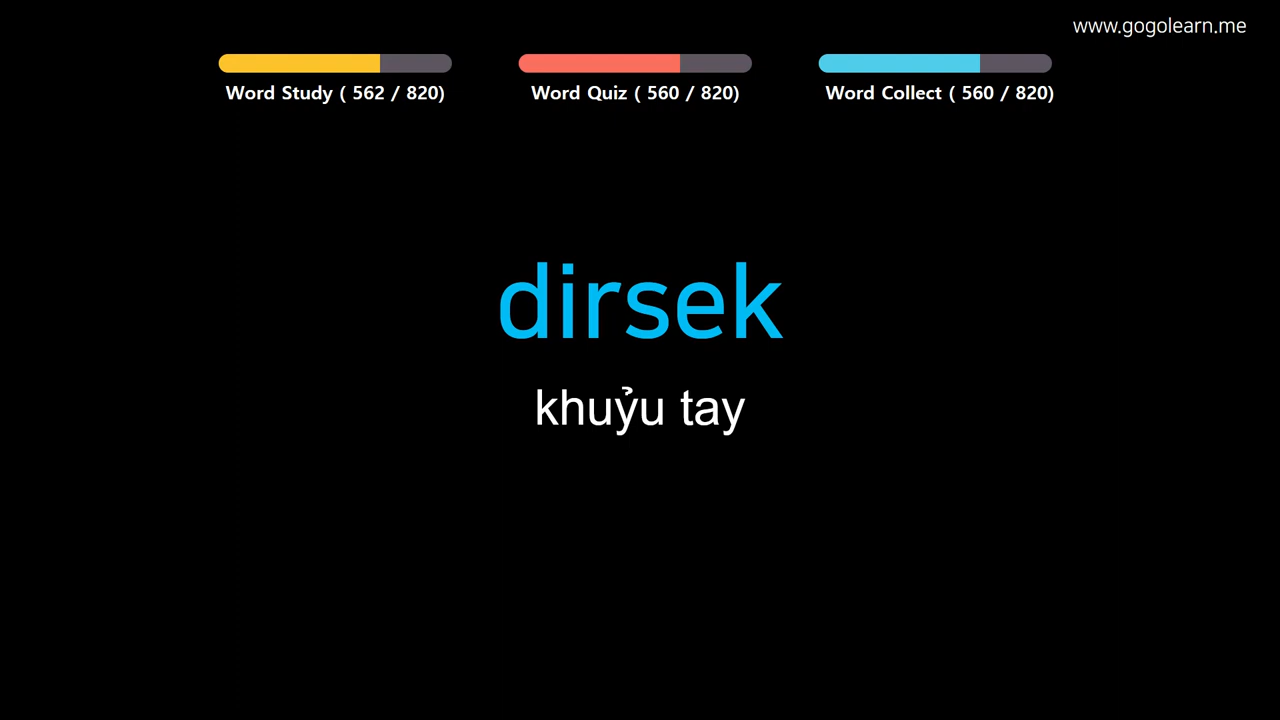 www.gogolearn.me
Word Study ( 562 / 820)
Word Quiz ( 560 / 820)
Word Collect ( 560 / 820)
dirsek
khuỷu tay